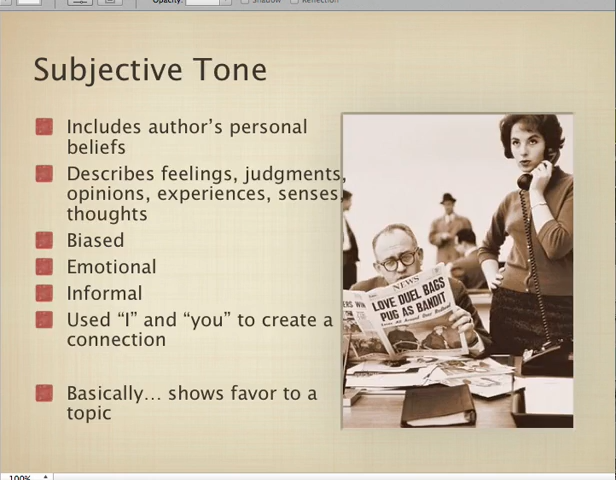 Opacity:
Shadow
Reflection
Subjective Tone
Includes author's personal
beliefs
Describes feelings, judgments,
opinions, experiences, senses,
thoughts
Biased
Emotional
Informal
Used “I” and “you” to create a
connection
Basically… shows favor to a
topic
NEWS
LOVE DUEL BAGS
PUG AS BANDIT
100%